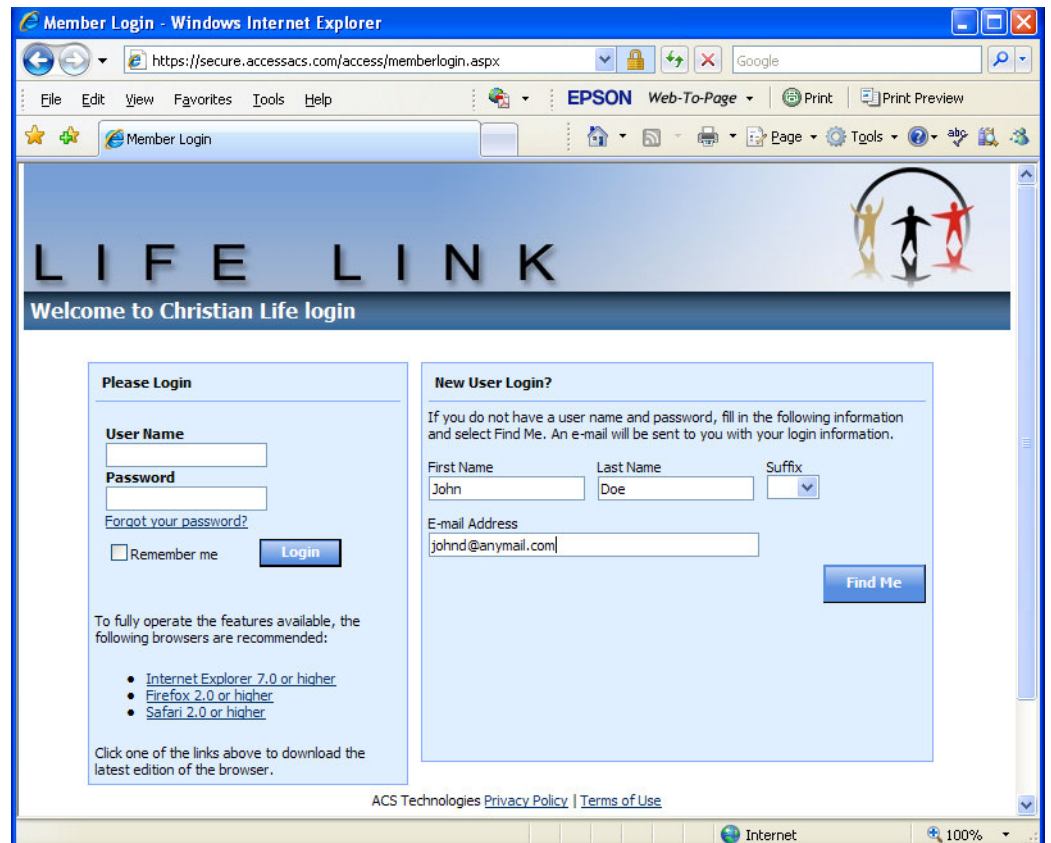 Member Login - Windows Internet Explorer
https://secure.accessacs.com/access/memberlogin.aspx
Google
File Edit View Favorites Tools Help
EPSON Web-To-Page Print Print Preview
Member Login
Page Tools
LIFE LINK
Welcome to Christian Life login
Please Login
User Name
Password
Forgot your password?
Remember me
Login
To fully operate the features available, the
following browsers are recommended:
• Internet Explorer 7.0 or higher
• Firefox 2.0 or higher
• Safari 2.0 or higher
Click one of the links above to download the
latest edition of the browser.
New User Login?
If you do not have a user name and password, fill in the following information
and select Find Me. An e-mail will be sent to you with your login information.
First Name Last Name Suffix
John Doe
E-mail Address
johnd@anymail.com
Find Me
ACS Technologies Privacy Policy | Terms of Use
Internet 100%